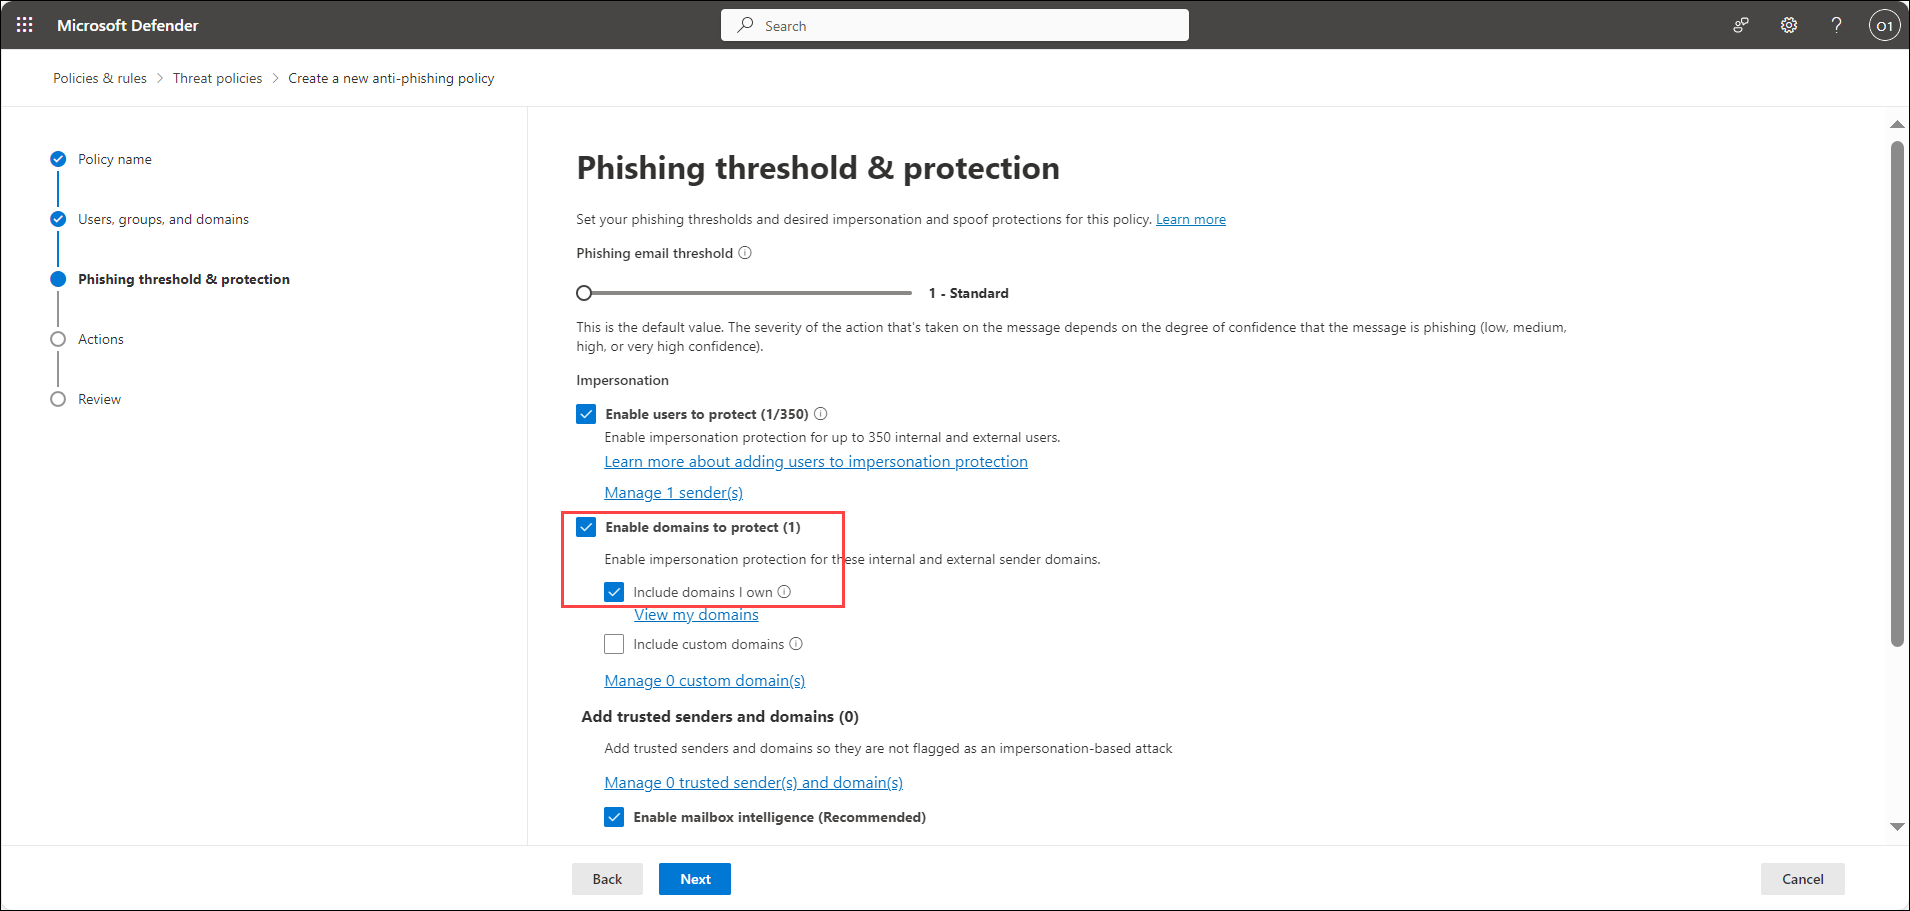 Microsoft Defender
Search
O1
Policies & rules > Threat policies > Create a new anti-phishing policy
Policy name
Users, groups, and domains
Phishing threshold & protection
Actions
Review
Phishing threshold & protection
Set your phishing thresholds and desired impersonation and spoof protections for this policy. Learn more
Phishing email threshold
1 - Standard
This is the default value. The severity of the action that's taken on the message depends on the degree of confidence that the message is phishing (low, medium,
high, or very high confidence).
Impersonation
Enable users to protect (1/350)
Enable impersonation protection for up to 350 internal and external users.
Learn more about adding users to impersonation protection
Manage 1 sender(s)
Enable domains to protect (1)
Enable impersonation protection for these internal and external sender domains.
Include domains I own
View my domains
Include custom domains
Manage 0 custom domain(s)
Add trusted senders and domains (0)
Add trusted senders and domains so they are not flagged as an impersonation-based attack
Manage 0 trusted sender(s) and domain(s)
Enable mailbox intelligence (Recommended)
Back
Next
Cancel